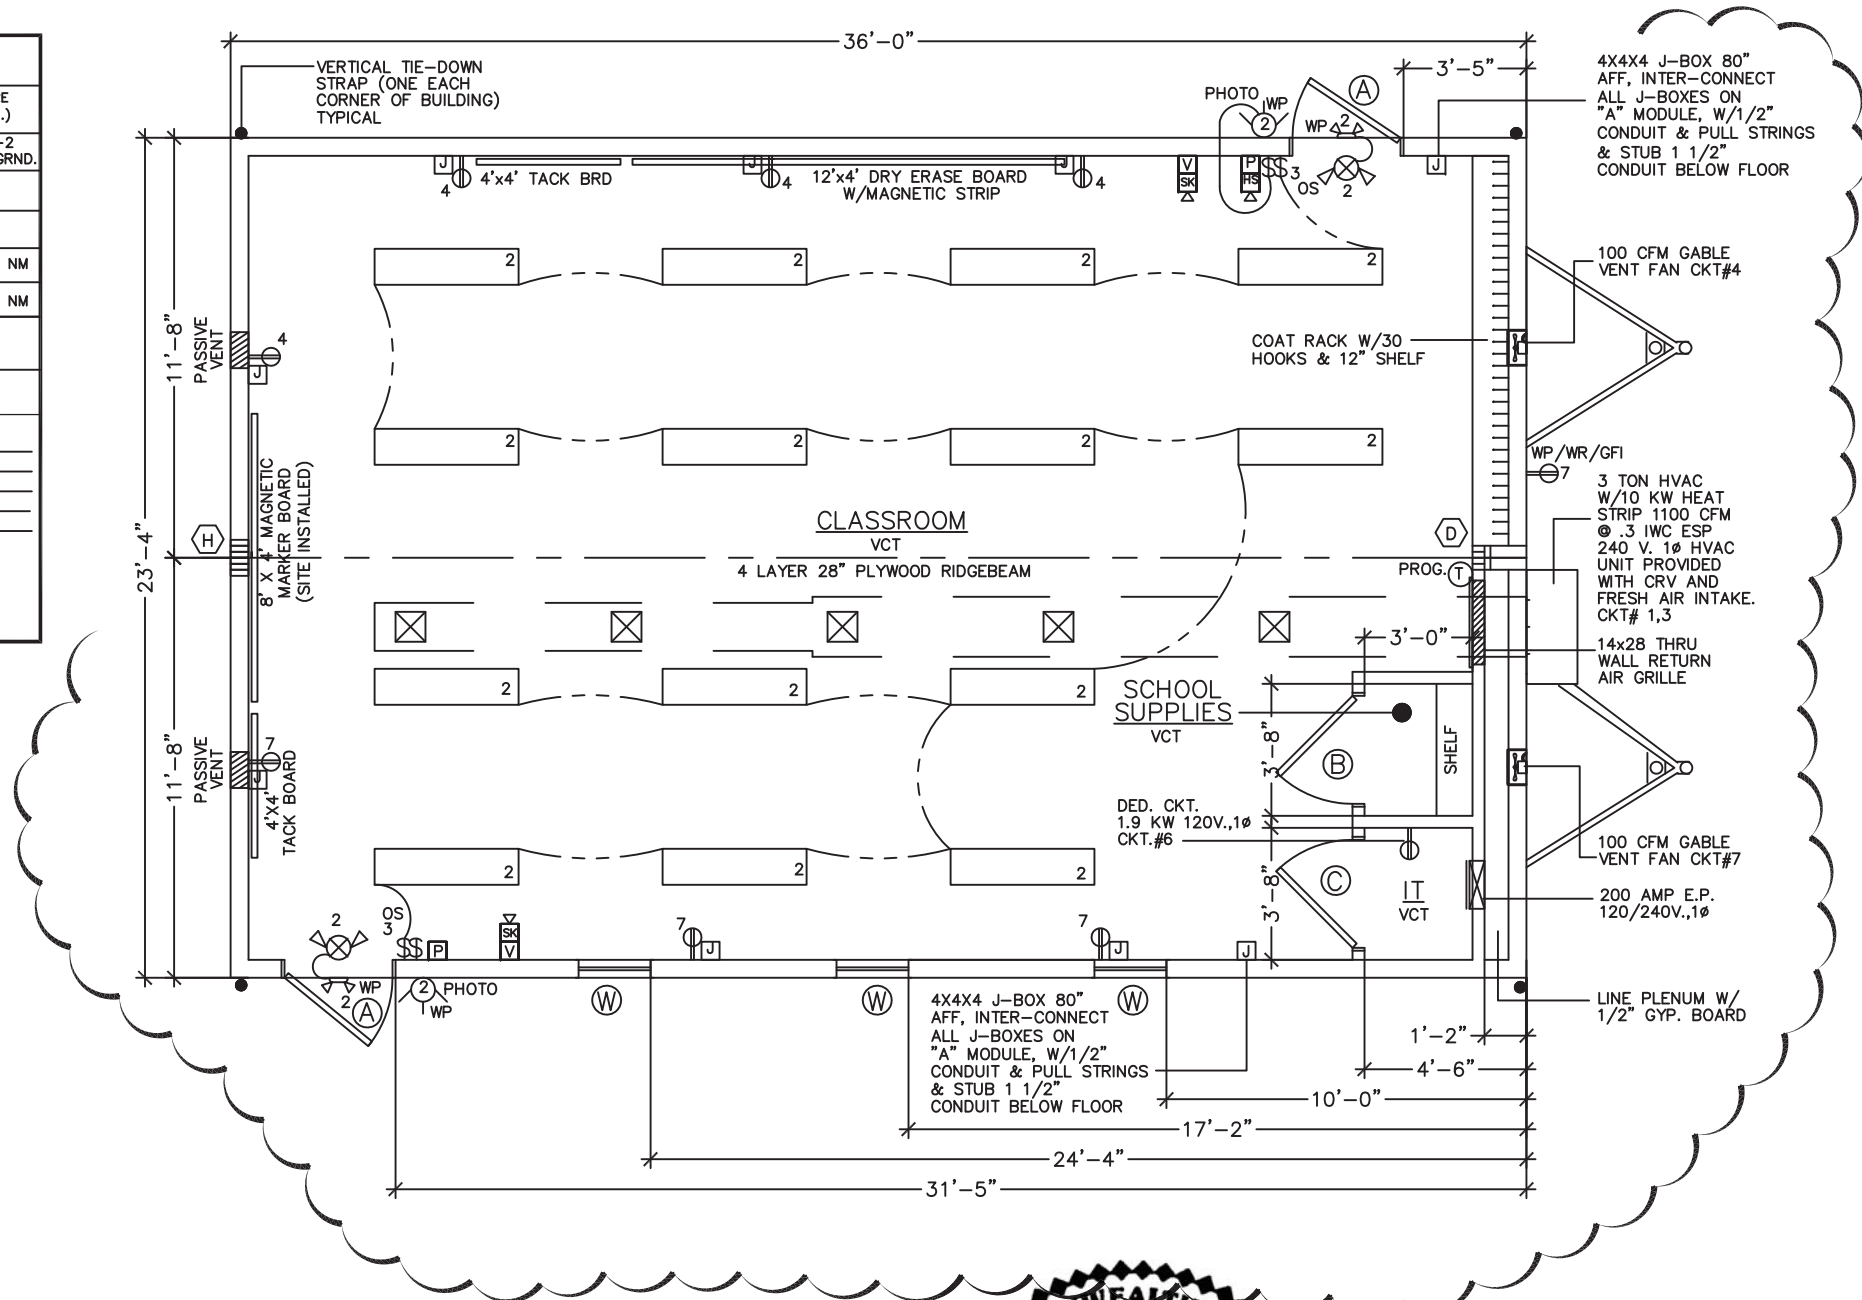 36'-0"
VERTICAL TIE-DOWN
STRAP (ONE EACH
CORNER OF BUILDING)
TYPICAL
3'-5"
4X4X4 J-BOX 80"
AFF, INTER-CONNECT
ALL J-BOXES ON
"A" MODULE, W/1/2"
CONDUIT & PULL STRINGS
& STUB 1 1/2"
CONDUIT BELOW FLOOR
E
.)
-2
GRND.
NM
NM
PHOTO
WP
2
WP
2
A
J
4
4'x4' TACK BRD
J
4
12'x4' DRY ERASE BOARD
W/MAGNETIC STRIP
J
4
V
SK
P
HS
$$
3
OS
2
J
2
2
2
2
100 CFM GABLE
VENT FAN CKT#4
COAT RACK W/30
HOOKS & 12" SHELF
11'-8"
PASSIVE
VENT
4
J
2
2
2
2
WP/WR/GFI
7
3 TON HVAC
W/10 KW HEAT
STRIP 1100 CFM
@ .3 IWC ESP
240 V. 1ø HVAC
UNIT PROVIDED
WITH CRV AND
FRESH AIR INTAKE.
CKT# 1,3
23'-4"
H
8' X 4' MAGNETIC
MARKER BOARD
(SITE INSTALLED)
CLASSROOM
VCT
D
4 LAYER 28" PLYWOOD RIDGEBEAM
PROG.
T
3'-0"
14x28 THRU
WALL RETURN
AIR GRILLE
2
2
2
SCHOOL
SUPPLIES
VCT
3'-8"
B
SHELF
11'-8"
PASSIVE
VENT
7
J
4'X4'
TACK BOARD
DED. CKT.
1.9 KW 120V.,1ø
CKT.#6
100 CFM GABLE
VENT FAN CKT#7
2
2
2
3'-8"
C
IT
VCT
200 AMP E.P.
120/240V.,1ø
2
OS
3
$$
P
SK
V
7
J
7
J
J
2
WP
A
2
PHOTO
WP
W
W
W
4X4X4 J-BOX 80"
AFF, INTER-CONNECT
ALL J-BOXES ON
"A" MODULE, W/1/2"
CONDUIT & PULL STRINGS
& STUB 1 1/2"
CONDUIT BELOW FLOOR
LINE PLENUM W/
1/2" GYP. BOARD
1'-2"
4'-6"
10'-0"
17'-2"
24'-4"
31'-5"